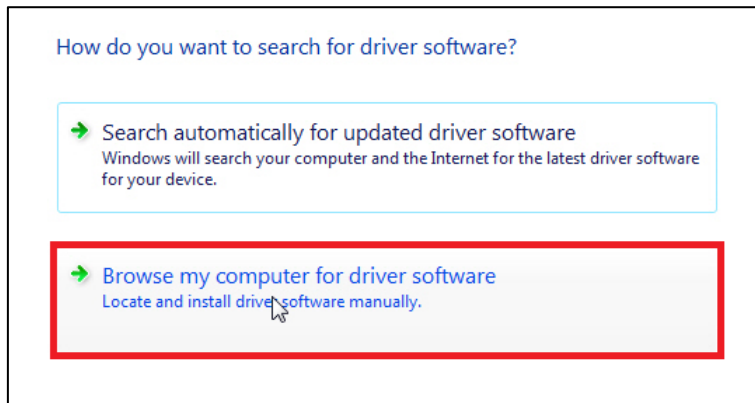 How do you want to search for driver software?
Search automatically for updated driver software
Windows will search your computer and the Internet for the latest driver software
for your device.
Browse my computer for driver software
Locate and install driver software manually.